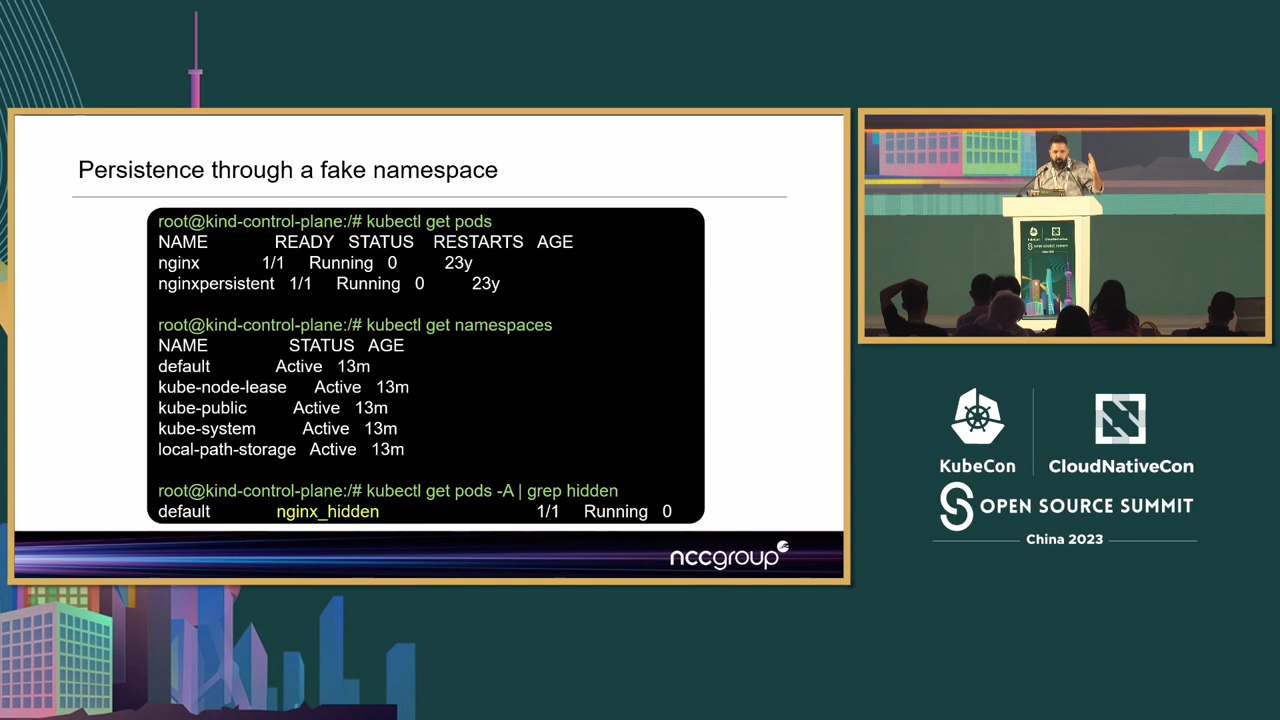 Persistence through a fake namespace
root@kind-control-plane:/# kubectl get pods
NAME READY STATUS RESTARTS AGE
nginx 1/1 Running 0 23y
nginxpersistent 1/1 Running 0 23y
root@kind-control-plane:/# kubectl get namespaces
NAME STATUS AGE
default Active 13m
kube-node-lease Active 13m
kube-public Active 13m
kube-system Active 13m
local-path-storage Active 13m
root@kind-control-plane:/# kubectl get pods -A | grep hidden
default nginx_hidden 1/1 Running 0
nccgroup
KubeCon
CloudNativeCon
OPEN SOURCE SUMMIT
China 2023